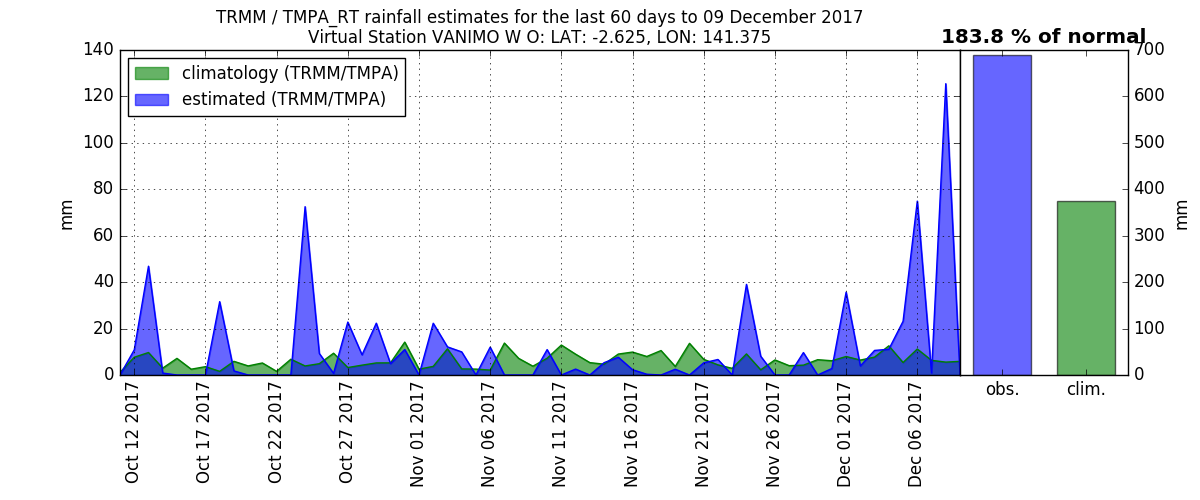 TRMM / TMPA_RT rainfall estimates for the last 60 days to 09 December 2017
Virtual Station VANIMO W O: LAT: -2.625, LON: 141.375
183.8 % of normal
climatology (TRMM/TMPA)
estimated (TRMM/TMPA)
140
120
100
80
60
40
20
0
mm
Oct 12 2017
Oct 17 2017
Oct 22 2017
Oct 27 2017
Nov 01 2017
Nov 06 2017
Nov 11 2017
Nov 16 2017
Nov 21 2017
Nov 26 2017
Dec 01 2017
Dec 06 2017
obs.
clim.
700
600
500
400
300
200
100
0
mm